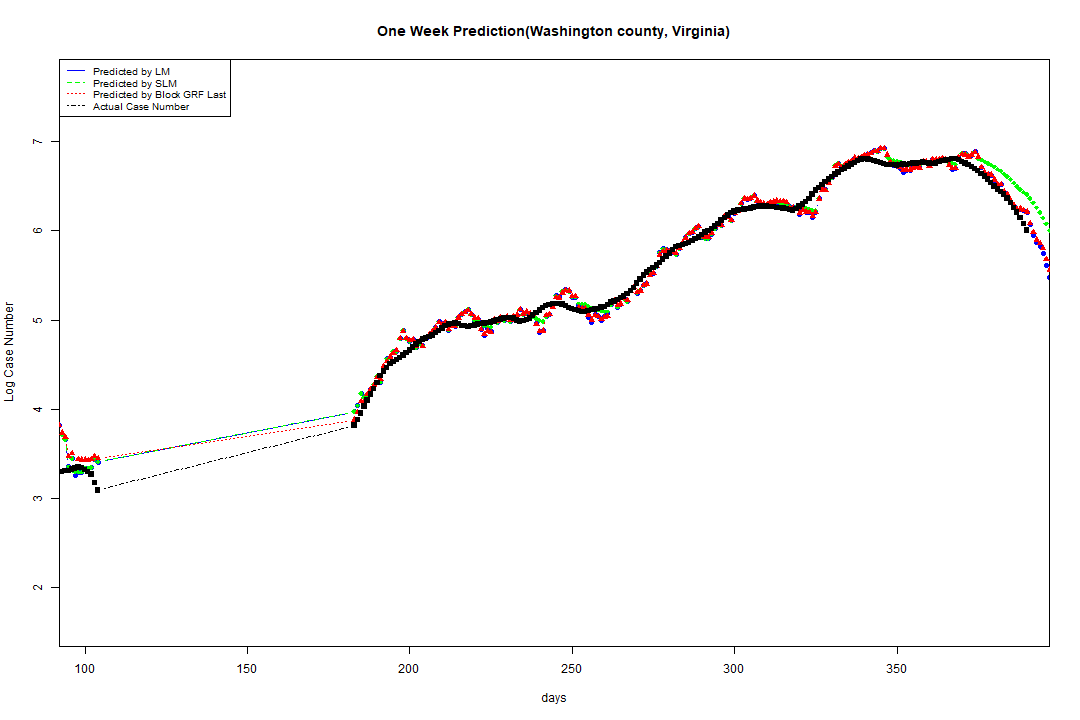 One Week Prediction(Washington county, Virginia)
Predicted by LM
Predicted by SLM
Predicted by Block GRF Last
Actual Case Number
Log Case Number
7
6
5
4
3
2
100 150 200 250 300 350
days